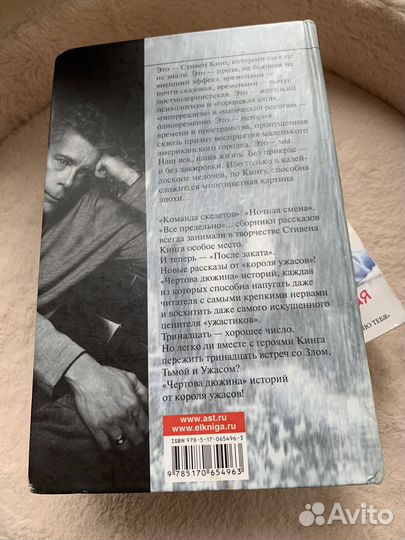 Это — Стивен Кинг, которого вы еще
не знали. Это — проза, не бьющая на
внешний эффект, временами —
почти сказовая, временами — почти
постмодернистская. Это — жестокий
психологизм и «городская сага»,
«гиперреализм» и «магический реализм» —
одновременно. Это — история
времени и пространства, пропущенная
сквозь призму восприятия маленького
американского городка. Это — мы.
Наш век, наша жизнь. Без прикрас —
и без лакировки. Ибо только в калей-
доскопе мелочей, по Кингу, способна
сложиться многоцветная картина
эпохи...
«Команда скелетов». «Ночная смена».
«Все предельно»... сборники рассказов
всегда занимали в творчестве Стивена
Кинга особое место.
И теперь — «После заката».
Новые рассказы от «короля ужасов»!
«Чертова дюжина» историй, каждая
из которых способна напугать даже
читателя с самыми крепкими нервами
и восхитить даже самого искушенного
ценителя «ужастиков».
Тринадцать — хорошее число.
Но легко ли вместе с героями Кинга
пережить тринадцать встреч со Злом,
Тьмой и Ужасом?
«Чертова дюжина» историй
от короля ужасов!
www.ast.ru
www.elkniga.ru
ISBN 978-5-17-065496-3
9 785170 654963
Ю ТЕБЯ»
Avito